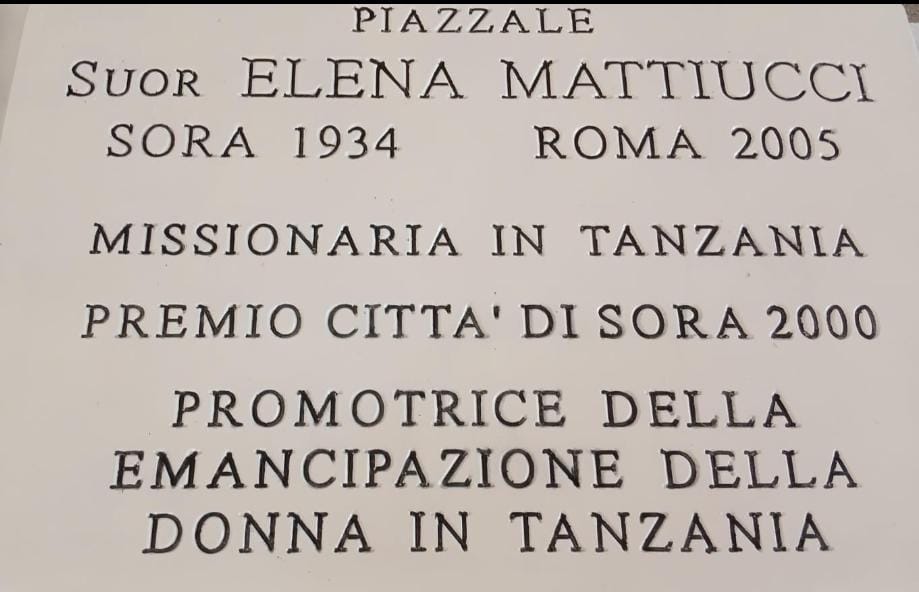 PIAZZALE
SUOR ELENA MATTIUCCI
SORA 1934 ROMA 2005
MISSIONARIA IN TANZANIA
PREMIO CITTA' DI SORA 2000
PROMOTRICE DELLA
EMANCIPAZIONE DELLA
DONNA IN TANZANIA